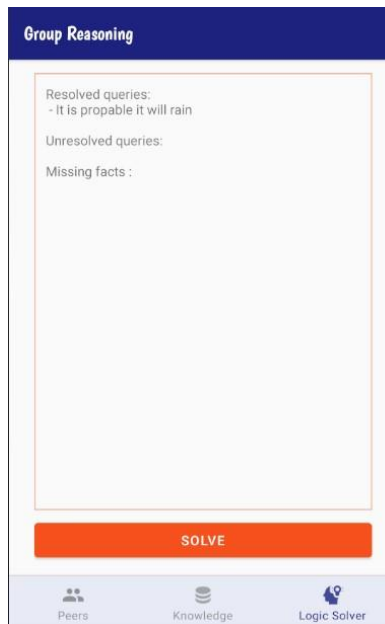 Group Reasoning
Resolved queries:
- It is propable it will rain
Unresolved queries:
Missing facts :
SOLVE
Peers
Knowledge
Logic Solver